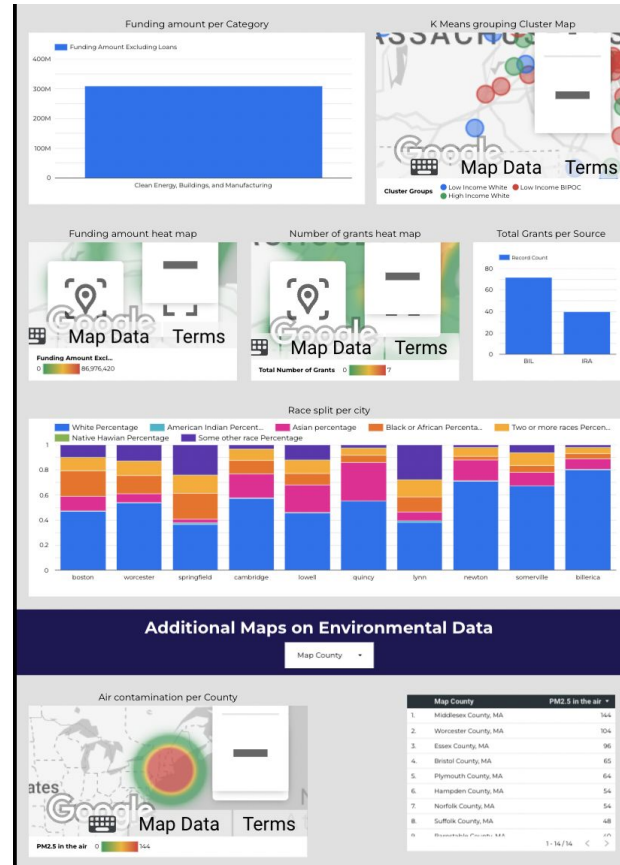 Funding amount per Category
Funding Amount Excluding Loans
400M
300M
200M
100M
0
Clean Energy, Buildings, and Manufacturing
K Means grouping Cluster Map
Google
Map Data Terms
Cluster Groups Low Income White Low Income BIPOC
High Income White
Funding amount heat map
Google
Map Data Terms
Funding Amount Excl...
0 86,976,420
Number of grants heat map
Google
Map Data Terms
Total Number of Grants 0 7
Total Grants per Source
Record Count
80
60
40
20
0
BIL IRA
Race split per city
White Percentage American Indian Percent... Asian percentage Black or African Percenta... Two or more races Percen...
Native Hawian Percentage Some other race Percentage
1
0.8
0.6
0.4
0.2
0
boston worcester springfield cambridge lowell quincy lynn newton somerville billerica
Additional Maps on Environmental Data
Map County
Air contamination per County
ates
Google
Map Data Terms
PM2.5 in the air 0 144
Map County PM2.5 in the air
1. Middlesex County, MA 144
2. Worcester County, MA 104
3. Essex County, MA 96
4. Bristol County, MA 65
5. Plymouth County, MA 64
6. Hampden County, MA 54
7. Norfolk County, MA 54
8. Suffolk County, MA 48
1 - 14 / 14 < >